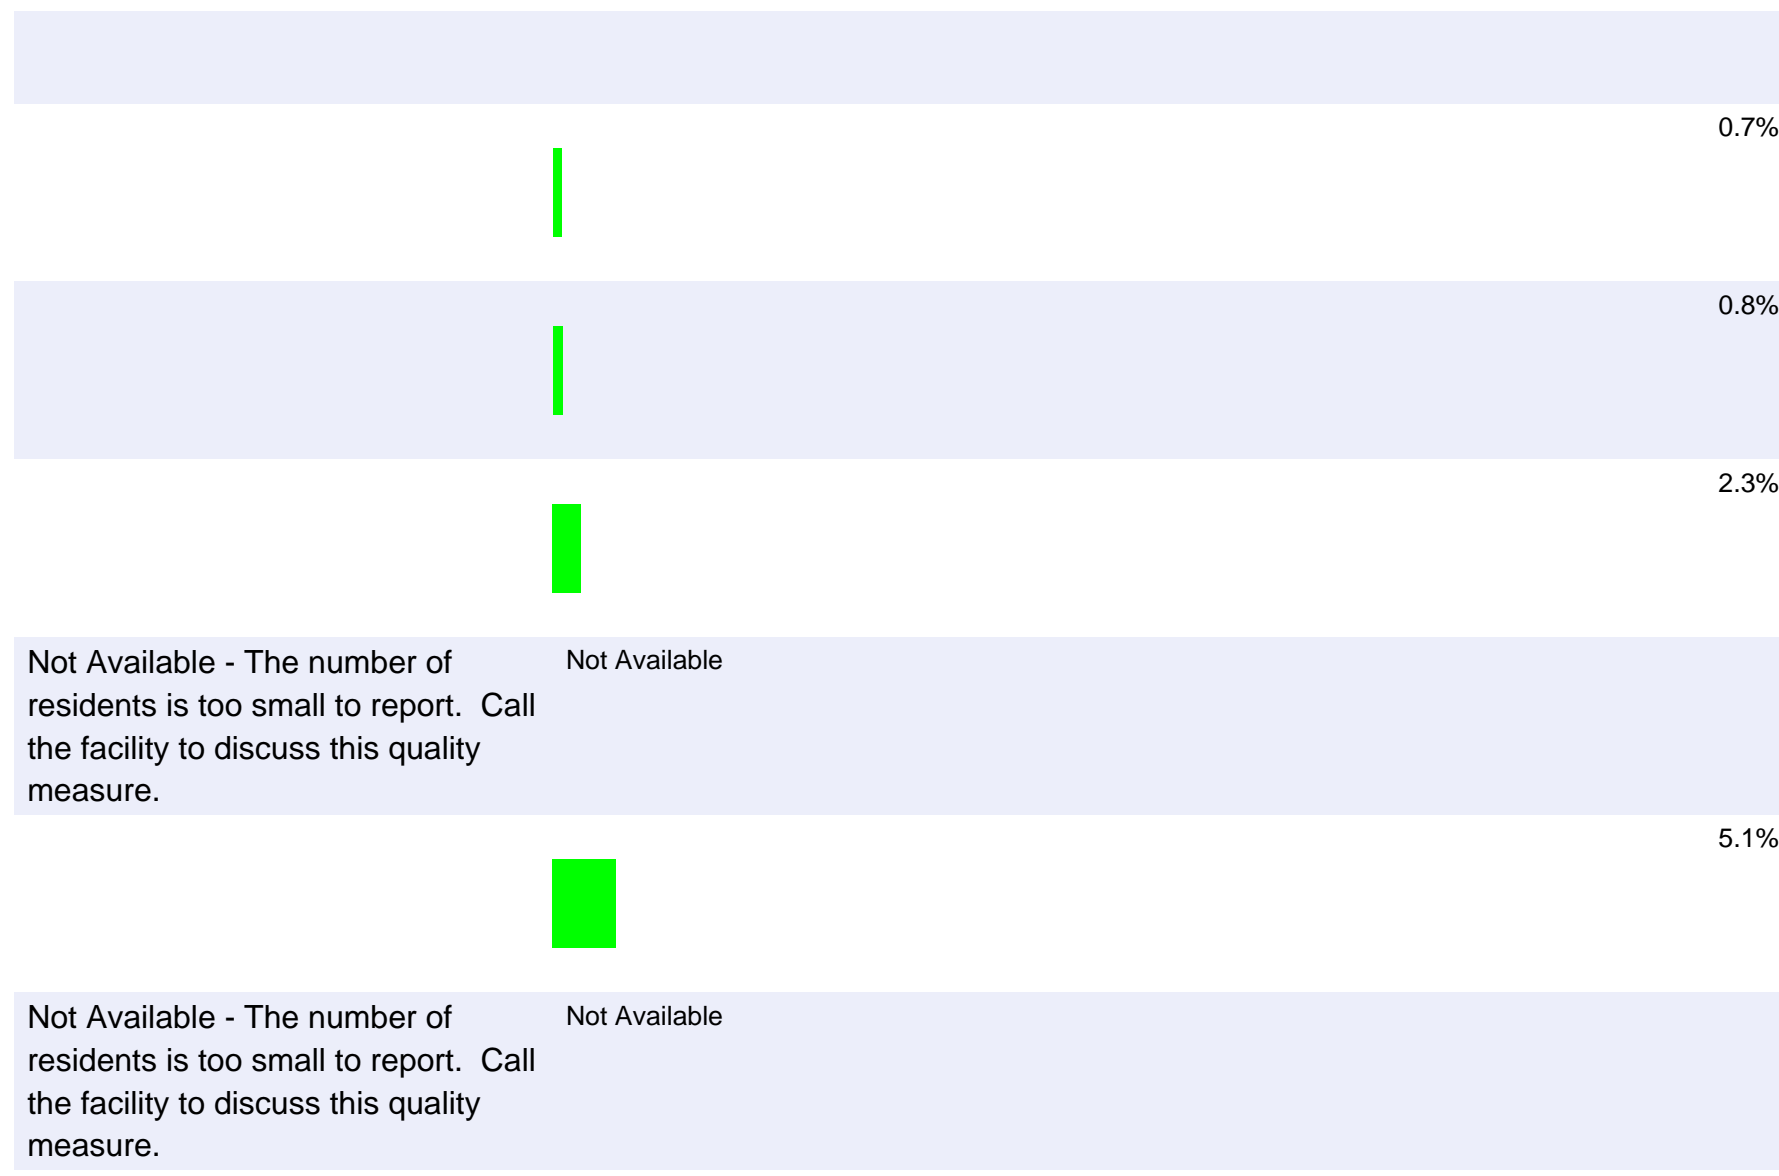 0.7%
0.8%
2.3%
Not Available - The number of
residents is too small to report.  Call
the facility to discuss this quality
measure.
Not Available
5.1%
Not Available - The number of
residents is too small to report.  Call
the facility to discuss this quality
measure.
Not Available